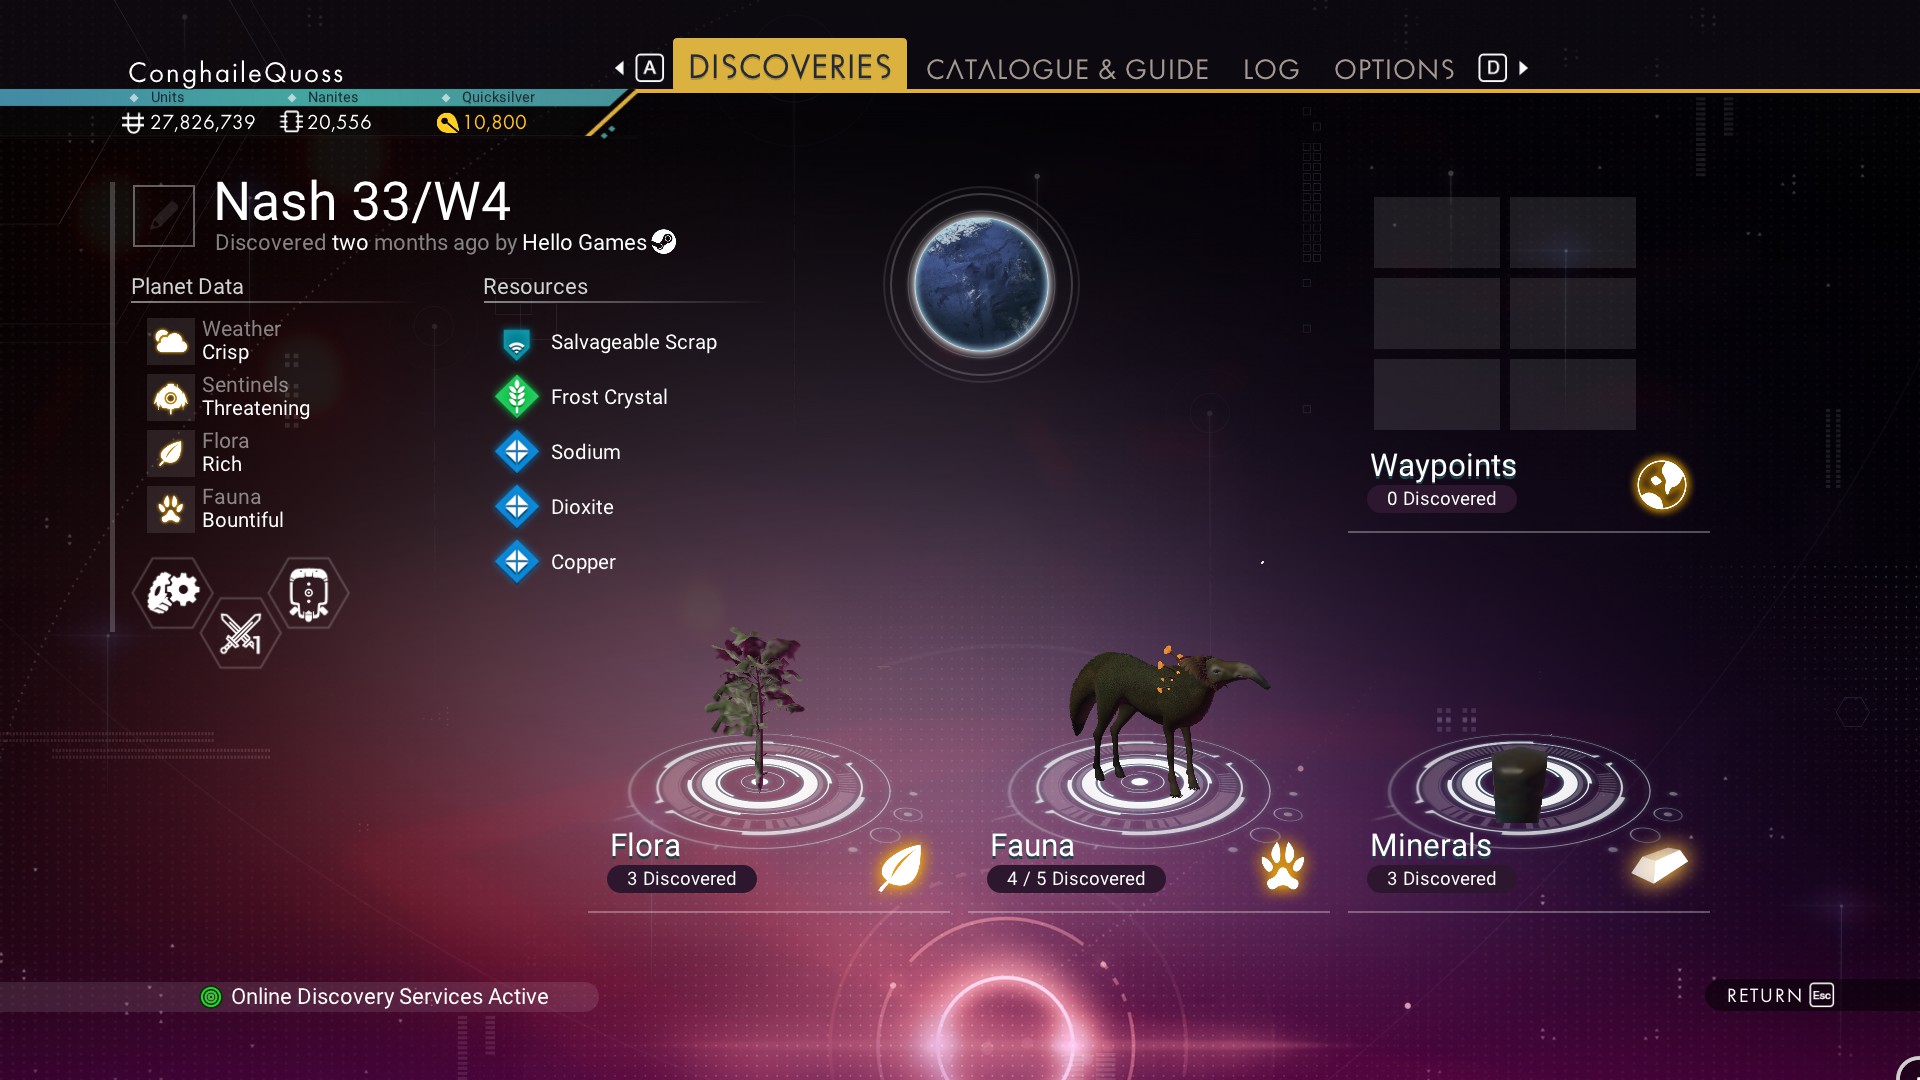 ConghaileQuoss
Units Nanites Quicksilver
27,826,739 20,556 10,800
A DISCOVERIES CATALOGUE & GUIDE LOG OPTIONS D
Nash 33/W4
Discovered two months ago by Hello Games
Planet Data
Weather
Crisp
Sentinels
Threatening
Flora
Rich
Fauna
Bountiful
Resources
Salvageable Scrap
Frost Crystal
Sodium
Dioxite
Copper
Waypoints
0 Discovered
Flora
3 Discovered
Fauna
4 / 5 Discovered
Minerals
3 Discovered
Online Discovery Services Active
RETURN Esc